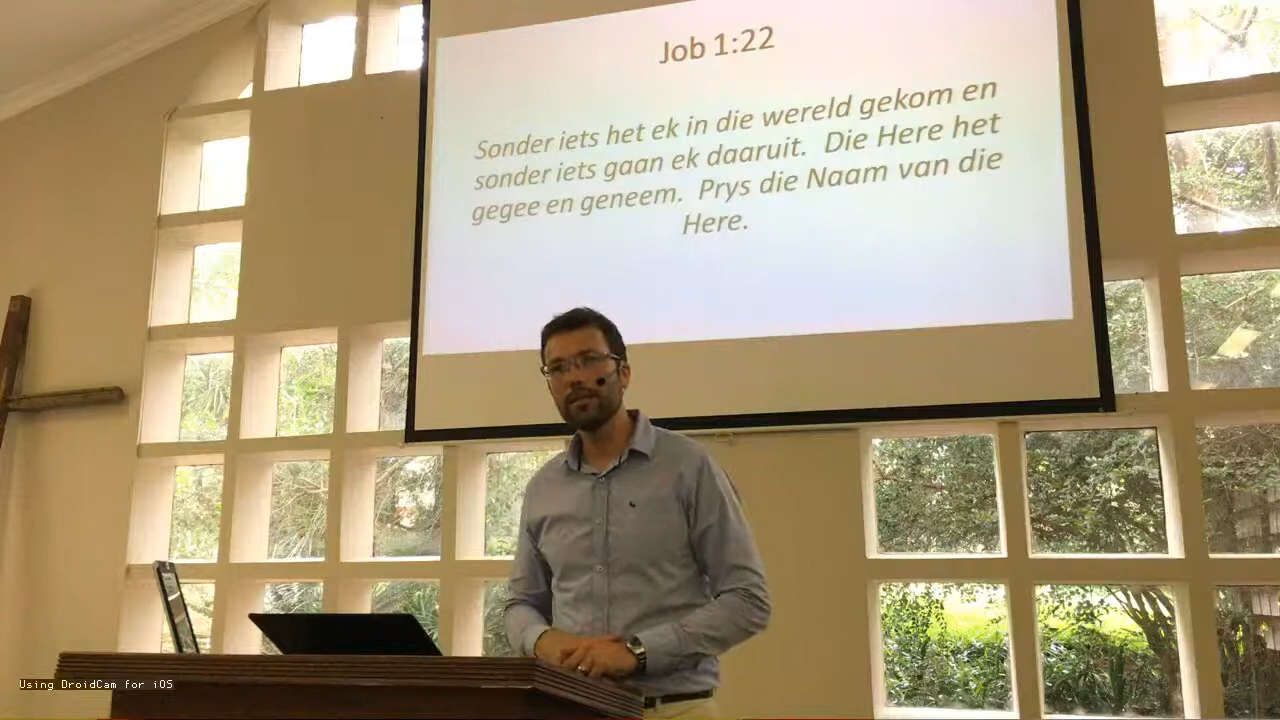 Job 1:22
Sonder iets het ek in die wereld gekom en
sonder iets gaan ek daaruit.  Die Here het
gegee en geneem.  Prys die Naam van die
Here.
Using DroidCam for iOS